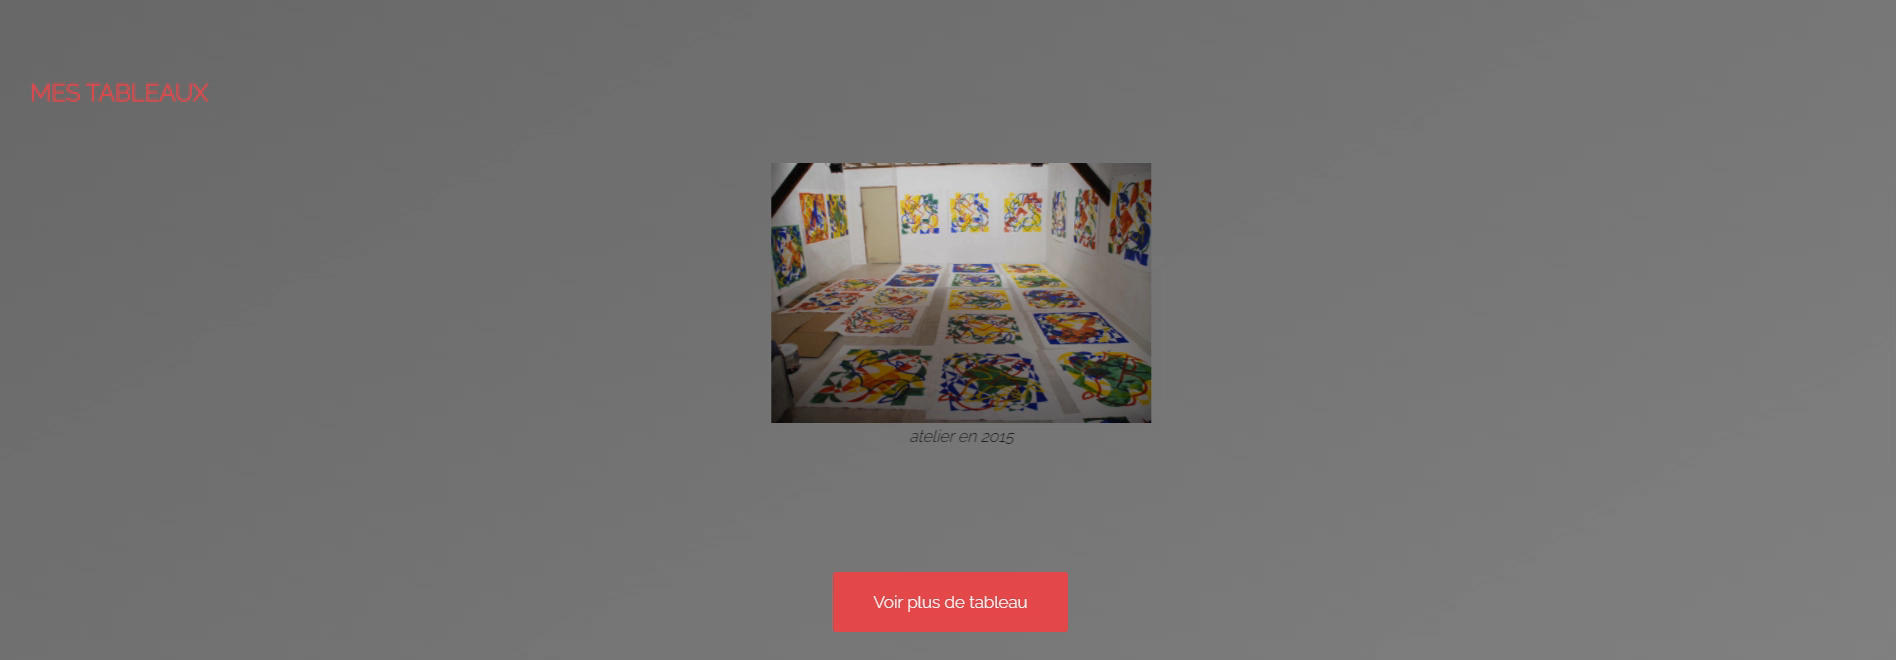 MES TABLEAUX
atelier en 2015
Voir plus de tableau